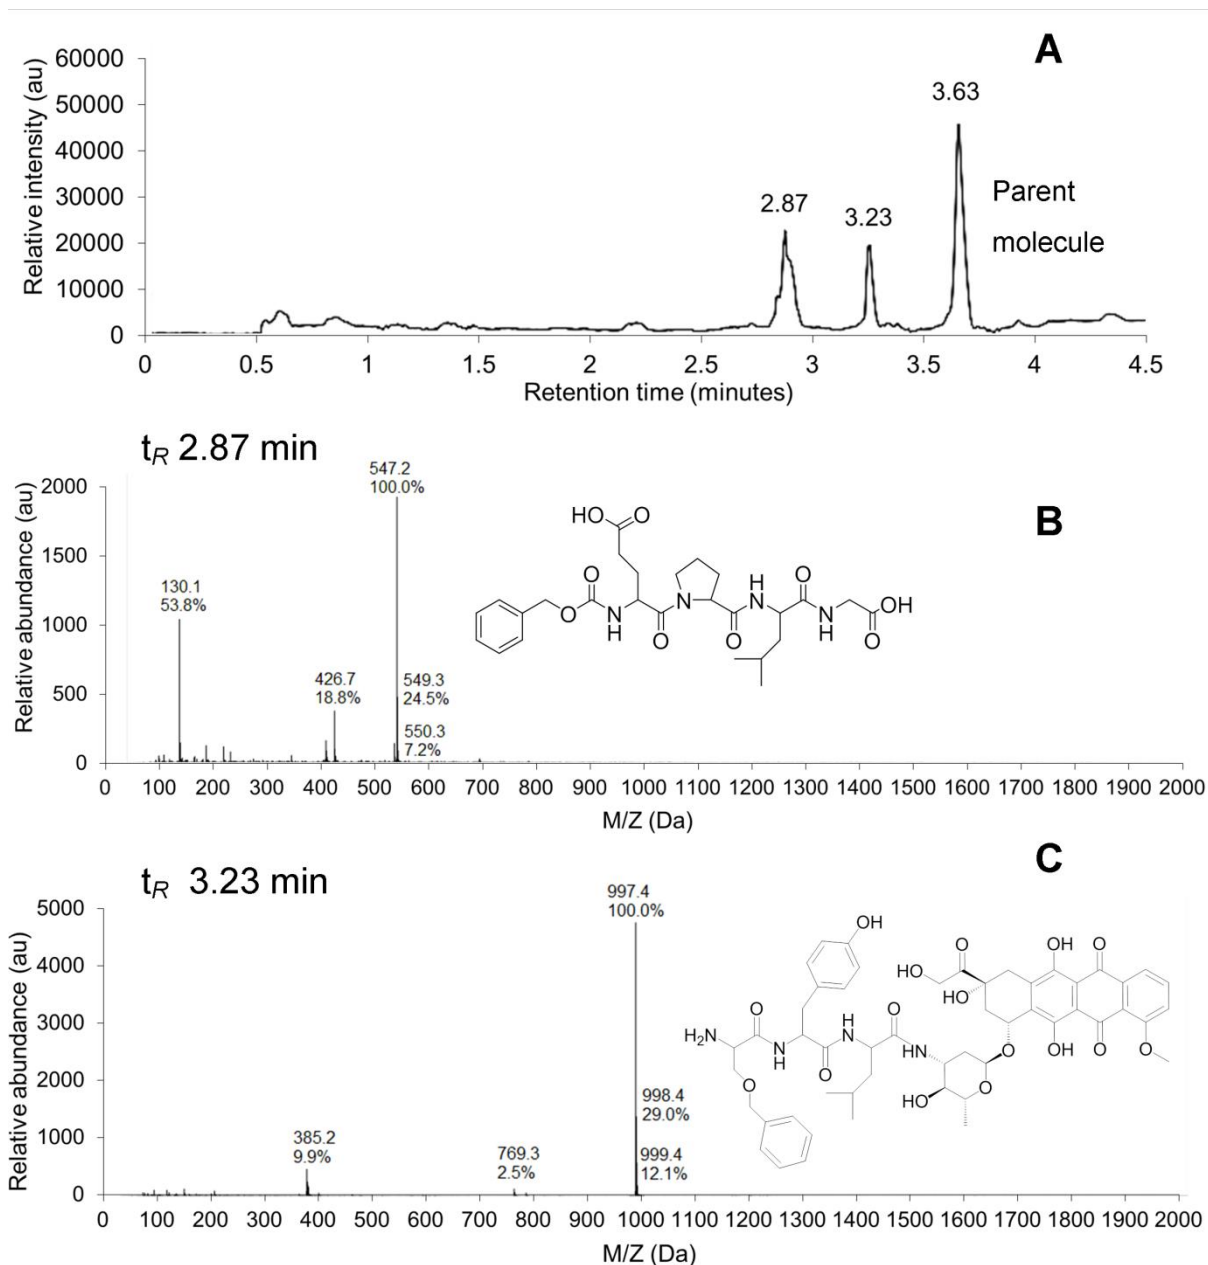 A
Relative intensity (au)
60000
50000
40000
30000
20000
10000
0
2.87
3.23
3.63
Parent
molecule
0 0.5 1 1.5 2 2.5 3 3.5 4 4.5
Retention time (minutes)
tR 2.87 min
B
Relative abundance (au)
2000
1500
1000
500
0
547.2
100.0%
130.1
53.8%
426.7
18.8%
549.3
24.5%
550.3
7.2%
HO O
O H N O N O H N O N H O OH O
0 100 200 300 400 500 600 700 800 900 1000 1100 1200 1300 1400 1500 1600 1700 1800 1900 2000
M/Z (Da)
tR 3.23 min
C
Relative abundance (au)
5000
4000
3000
2000
1000
0
997.4
100.0%
998.4
29.0%
999.4
12.1%
385.2
9.9%
769.3
2.5%
OH
O OH O
HO HO
O OH O O
H2N O N H O H N O N H O
O HO
0 100 200 300 400 500 600 700 800 900 1000 1100 1200 1300 1400 1500 1600 1700 1800 1900 2000
M/Z (Da)